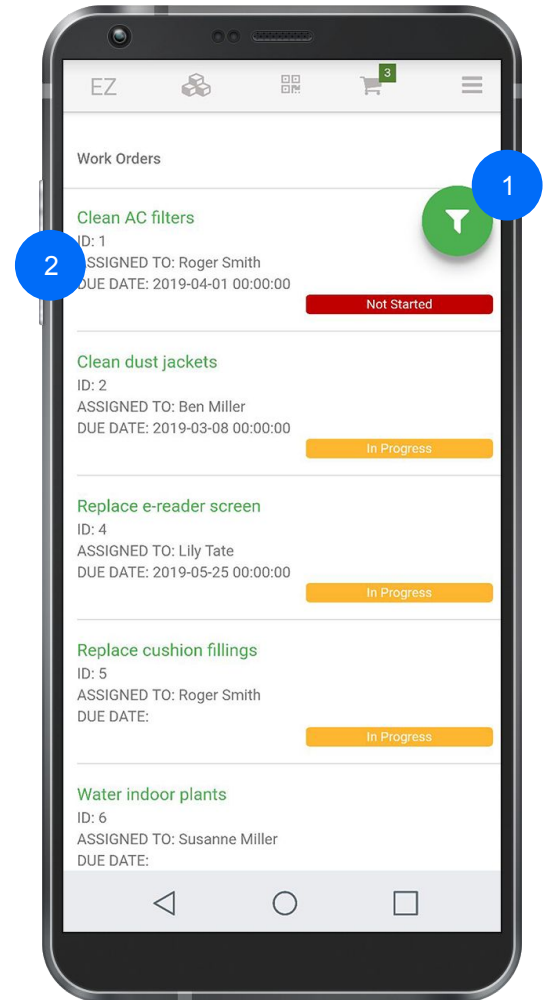 EZ
3
Work Orders
1
Clean AC filters
ID: 1
2
ASSIGNED TO: Roger Smith
DUE DATE: 2019-04-01 00:00:00
Not Started
Clean dust jackets
ID: 2
ASSIGNED TO: Ben Miller
DUE DATE: 2019-03-08 00:00:00
In Progress
Replace e-reader screen
ID: 4
ASSIGNED TO: Lily Tate
DUE DATE: 2019-05-25 00:00:00
In Progress
Replace cushion fillings
ID: 5
ASSIGNED TO: Roger Smith
DUE DATE:
In Progress
Water indoor plants
ID: 6
ASSIGNED TO: Susanne Miller
DUE DATE: